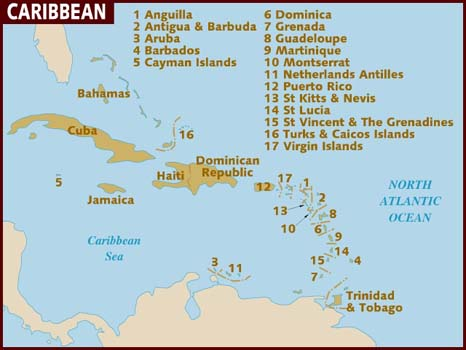 CARIBBEAN
1 Anguilla
2 Antigua & Barbuda
3 Aruba
4 Barbados
5 Cayman Islands
6 Dominica
7 Grenada
8 Guadeloupe
9 Martinique
10 Montserrat
11 Netherlands Antilles
12 Puerto Rico
13 St Kitts & Nevis
14 St Lucia
15 St Vincent & The Grenadines
16 Turks & Caicos Islands
17 Virgin Islands
Bahamas
Cuba
16
Dominican
Republic
Haiti
5
Jamaica
12
17
1
2
13
8
10
6
9
14
15
4
7
3
11
NORTH
ATLANTIC
OCEAN
Caribbean
Sea
Trinidad
& Tobago